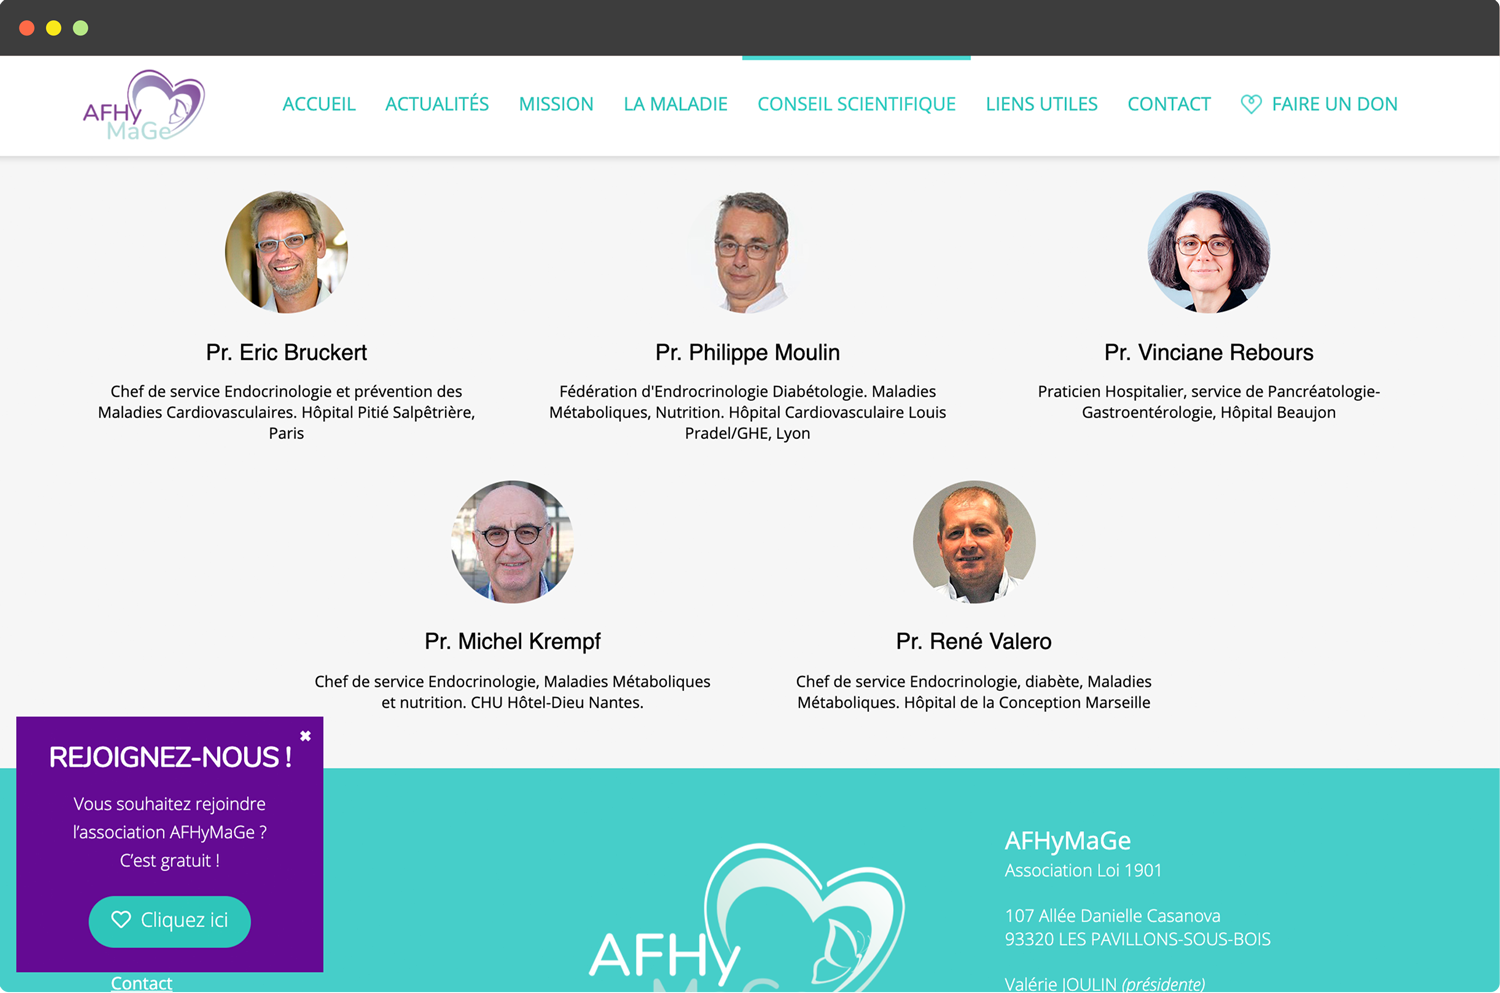 AFHy
MaGe
ACCUEIL ACTUALITÉS MISSION LA MALADIE CONSEIL SCIENTIFIQUE LIENS UTILES CONTACT FAIRE UN DON
Pr. Eric Bruckert
Chef de service Endocrinologie et prévention des
Maladies Cardiovasculaires. Hôpital Pitié Salpêtrière,
Paris
Pr. Philippe Moulin
Fédération d'Endrocrinologie Diabétologie. Maladies
Métaboliques, Nutrition. Hôpital Cardiovasculaire Louis
Pradel/GHE, Lyon
Pr. Vinciane Rebours
Praticien Hospitalier, service de Pancréatologie-
Gastroentérologie, Hôpital Beaujon
Pr. Michel Krempf
Chef de service Endocrinologie, Maladies Métaboliques
et nutrition. CHU Hôtel-Dieu Nantes.
Pr. René Valero
Chef de service Endocrinologie, diabète, Maladies
Métaboliques. Hôpital de la Conception Marseille
REJOIGNEZ-NOUS !
Vous souhaitez rejoindre
l'association AFHyMaGe ?
C'est gratuit !
Cliquez ici
Contact
AFHy
MaGe
AFHyMaGe
Association Loi 1901
107 Allée Danielle Casanova
93320 LES PAVILLONS-SOUS-BOIS
Valérie JOULIN (présidente)